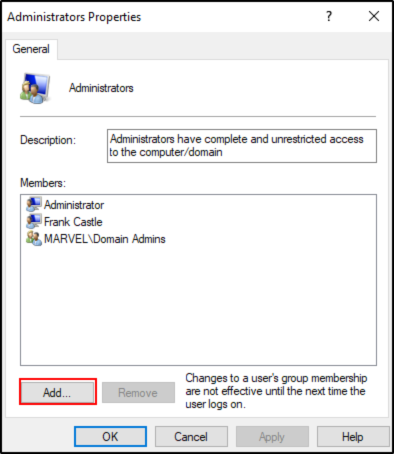 Administrators Properties
?
General
Administrators
Description:
Administrators have complete and unrestricted access
to the computer/domain
Members:
Administrator
Frank Castle
MARVEL\Domain Admins
Add...
Remove
Changes to a user's group membership
are not effective until the next time the
user logs on.
OK
Cancel
Apply
Help